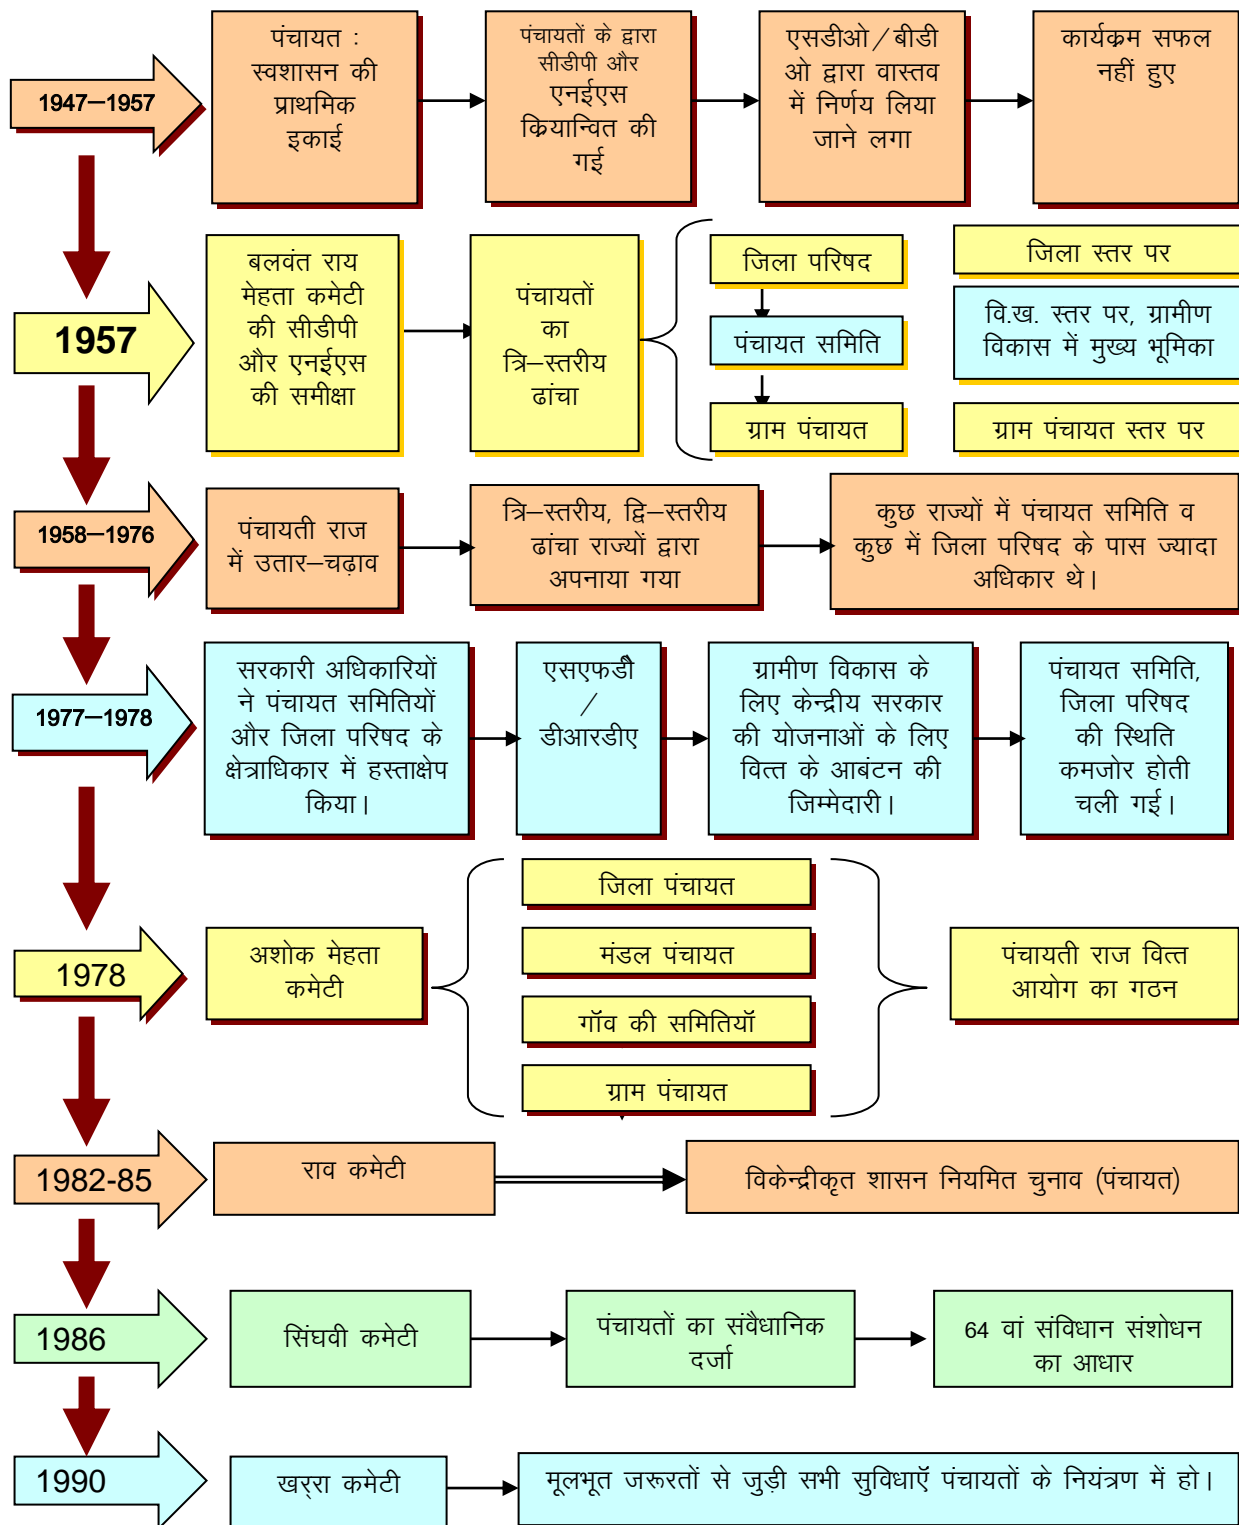 1947–1957
पंचायत :
स्वशासन की
प्राथमिक
इकाई
पंचायतों के द्वारा
सीडीपी और
एनईएस
क्रियान्वित की
गई
एसडीओ/बीडी
ओ द्वारा वास्तव
में निर्णय लिया
जाने लगा
कार्यक्रम सफल
नहीं हुए
1957
बलवंत राय
मेहता कमेटी
की सीडीपी
और एनईएस
की समीक्षा
पंचायतों
का
त्रि–स्तरीय
ढांचा
जिला परिषद
जिला स्तर पर
पंचायत समिति
वि.ख. स्तर पर, ग्रामीण
विकास में मुख्य भूमिका
ग्राम पंचायत
ग्राम पंचायत स्तर पर
1958–1976
पंचायती राज
में उतार–चढ़ाव
त्रि–स्तरीय, द्वि–स्तरीय
ढांचा राज्यों द्वारा
अपनाया गया
कुछ राज्यों में पंचायत समिति व
कुछ में जिला परिषद के पास ज्यादा
अधिकार थे।
1977–1978
सरकारी अधिकारियों
ने पंचायत समितियों
और जिला परिषद के
क्षेत्राधिकार में हस्ताक्षेप
किया।
एसएफडीै
/
डीआरडीए
ग्रामीण विकास के
लिए केन्द्रीय सरकार
की योजनाओं के लिए
वित्त के आबंटन की
जिम्मेदारी।
पंचायत समिति,
जिला परिषद
की स्थिति
कमजोर होती
चली गई।
1978
अशोक मेहता
कमेटी
जिला पंचायत
मंडल पंचायत
गॉव की समितियॉ
ग्राम पंचायत
पंचायती राज वित्त
आयोग का गठन
1982-85
राव कमेटी
विकेन्द्रीकृत शासन नियमित चुनाव (पंचायत)
1986
सिंघवी कमेटी
पंचायतों का संवैधानिक
दर्जा
64 वां संविधान संशोधन
का आधार
1990
खर्‌रा कमेटी
मूलभूत जरूरतों से जुड़ी सभी सुविधाऍ पंचायतों के नियंत्रण में हो।